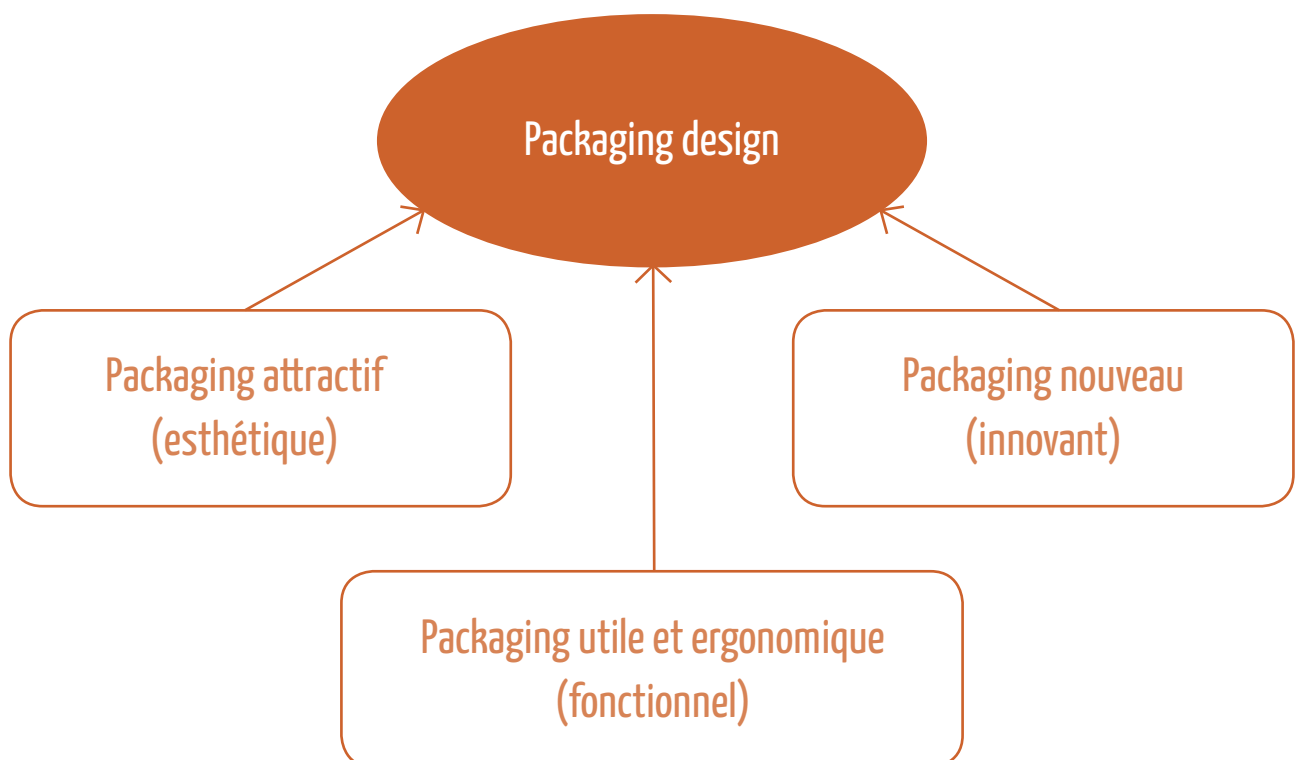 Packaging design
Packaging attractif
(esthétique)
Packaging nouveau
(innovant)
Packaging utile et ergonomique
(fonctionnel)